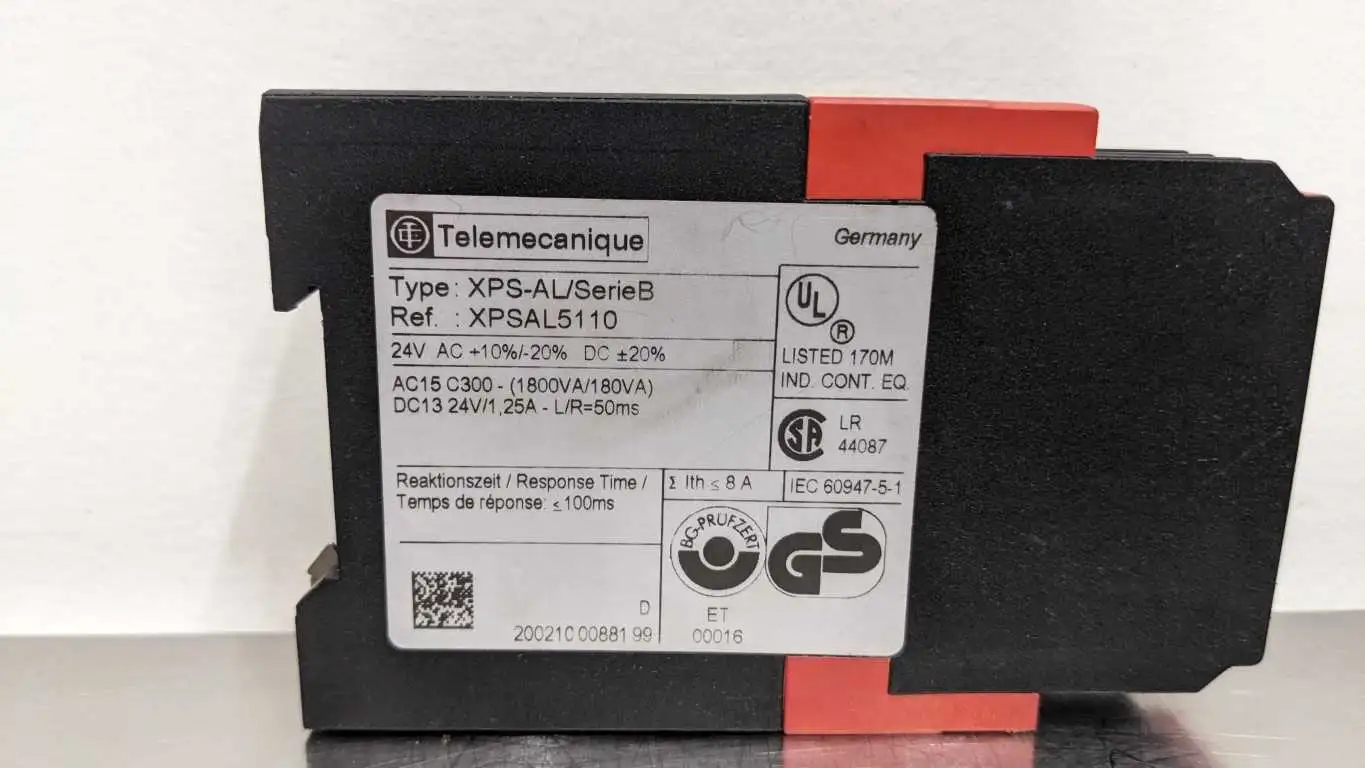 Telemecanique
Germany
Type: XPS-AL/SerieB
Ref. : XPSAL5110
24V AC +10%/-20% DC ±20%
AC15 C300 - (1800VA/180VA)
DC13 24V/1,25A - L/R=50ms
UL
R
LISTED 170M
IND. CONT. EQ.
SA
LR
44087
Reaktionszeit / Response Time /
Temps de réponse: ≤100ms
Σ Ith ≤ 8 A
IEC 60947-5-1
BG-PRÜFZERT
GS
D
200210 00881 99
ET
00016